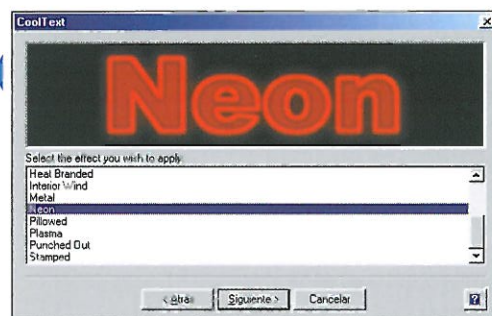 CoolText
Neon
Select the effect you wish to apply:
Heat Branded
Interior Wind
Metal
Neon
Pillowed
Plasma
Punched Out
Stamped
< Atrás
Siguiente >
Cancelar
?